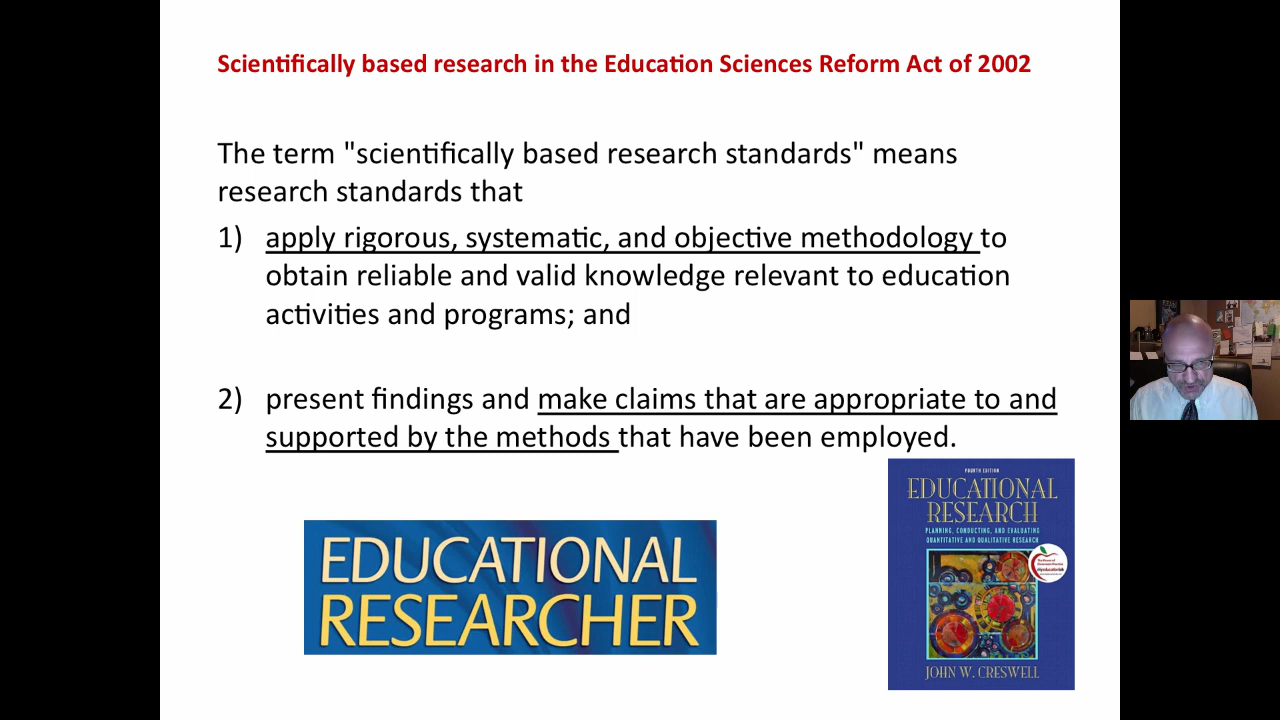 Scientifically based research in the Education Sciences Reform Act of 2002
The term "scientifically based research standards" means
research standards that
1) apply rigorous, systematic, and objective methodology to
obtain reliable and valid knowledge relevant to education
activities and programs; and
2) present findings and make claims that are appropriate to and
supported by the methods that have been employed.
EDUCATIONAL
RESEARCHER
FOURTH EDITION
EDUCATIONAL
RESEARCH
PLANNING, CONDUCTING, AND EVALUATING
QUANTITATIVE AND QUALITATIVE RESEARCH
JOHN W. CRESWELL